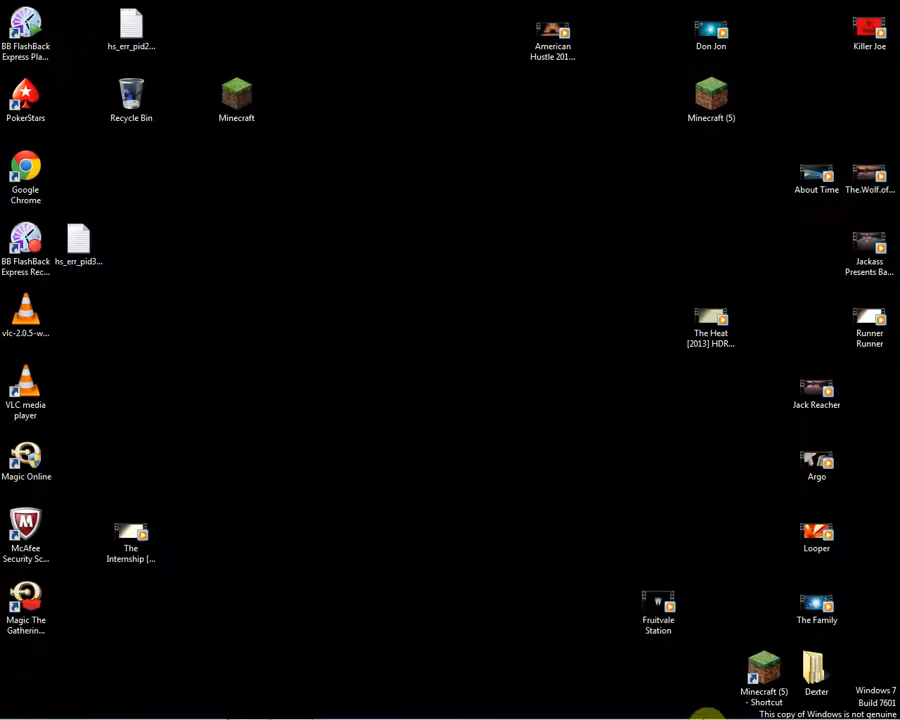 BB FlashBack
Express Pla...
hs_err_pid2...
American
Hustle 201...
Don Jon
Killer Joe
PokerStars
Recycle Bin
Minecraft
Minecraft (5)
Google
Chrome
About Time
The.Wolf.of...
BB FlashBack
Express Rec...
hs_err_pid3...
Jackass
Presents Ba...
vlc-2.0.5-w...
The Heat
[2013] HDR...
Runner
Runner
VLC media
player
Jack Reacher
Magic Online
Argo
McAfee
Security Sc...
The
Internship [...
Looper
Magic The
Gatherin...
Fruitvale
Station
The Family
Minecraft (5)
- Shortcut
Dexter
Windows 7
Build 7601
This copy of Windows is not genuine